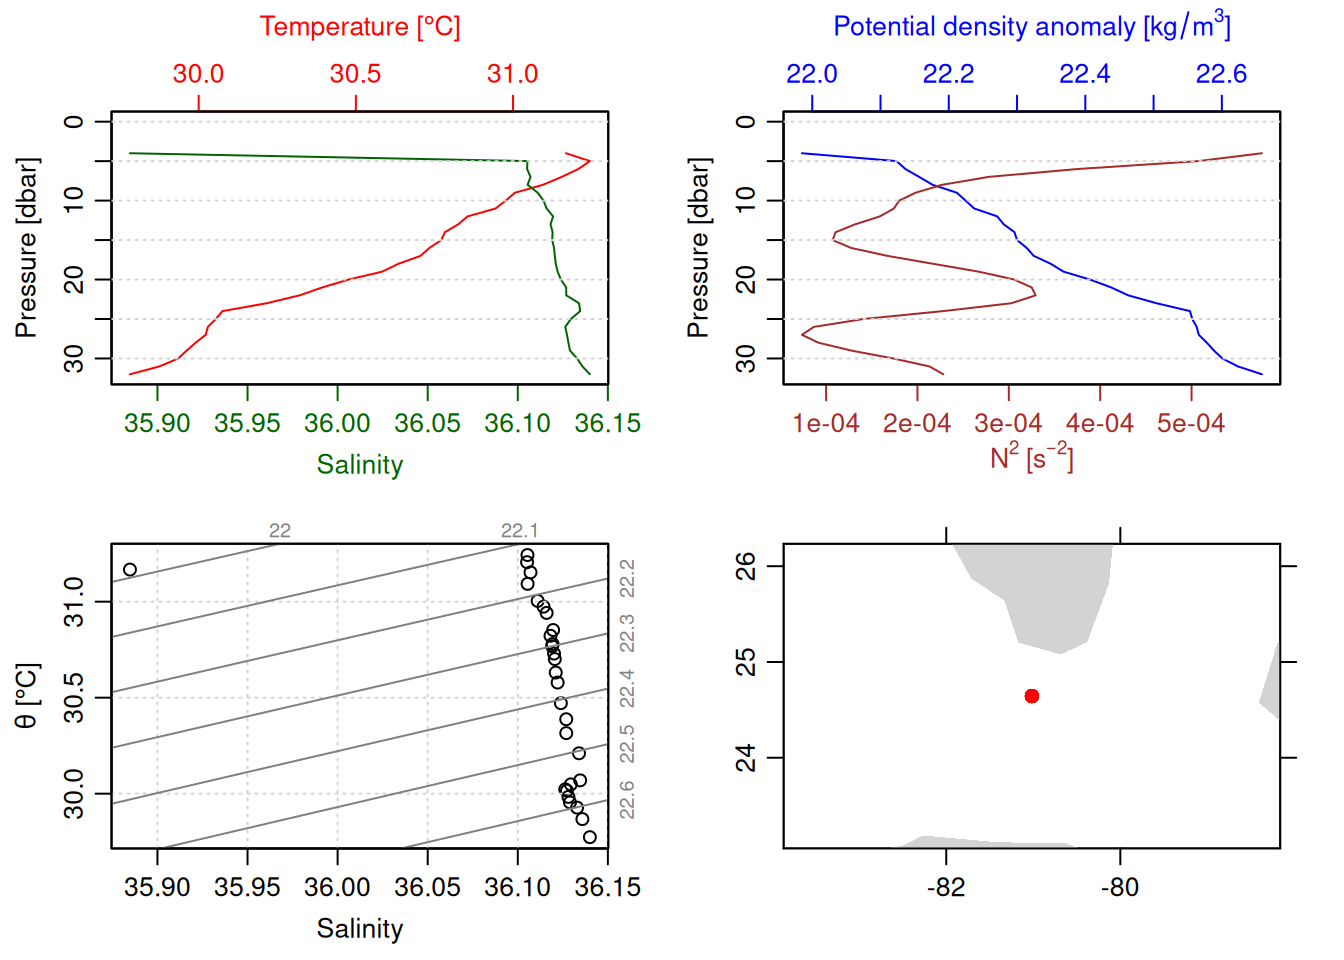 Temperature [°C]
30.0 30.5 31.0
Pressure [dbar]
0
10
20
30
35.90 35.95 36.00 36.05 36.10 36.15
Salinity
Potential density anomaly [kg/m³]
22.0 22.2 22.4 22.6
Pressure [dbar]
0
10
20
30
1e-04 2e-04 3e-04 4e-04 5e-04
N² [s⁻²]
22 22.1
θ [°C]
31.0
30.5
30.0
22.2
22.3
22.4
22.5
22.6
35.90 35.95 36.00 36.05 36.10 36.15
Salinity
26
25
24
-82 -80